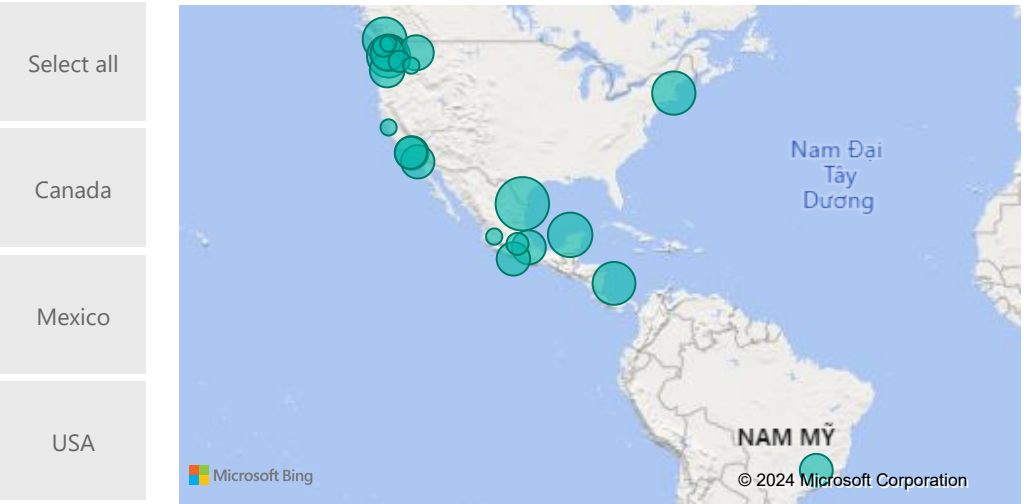 Select all
Canada
Mexico
USA
Nam Đại
Tây
Dương
NAM MỸ
Microsoft Bing
© 2024 Microsoft Corporation